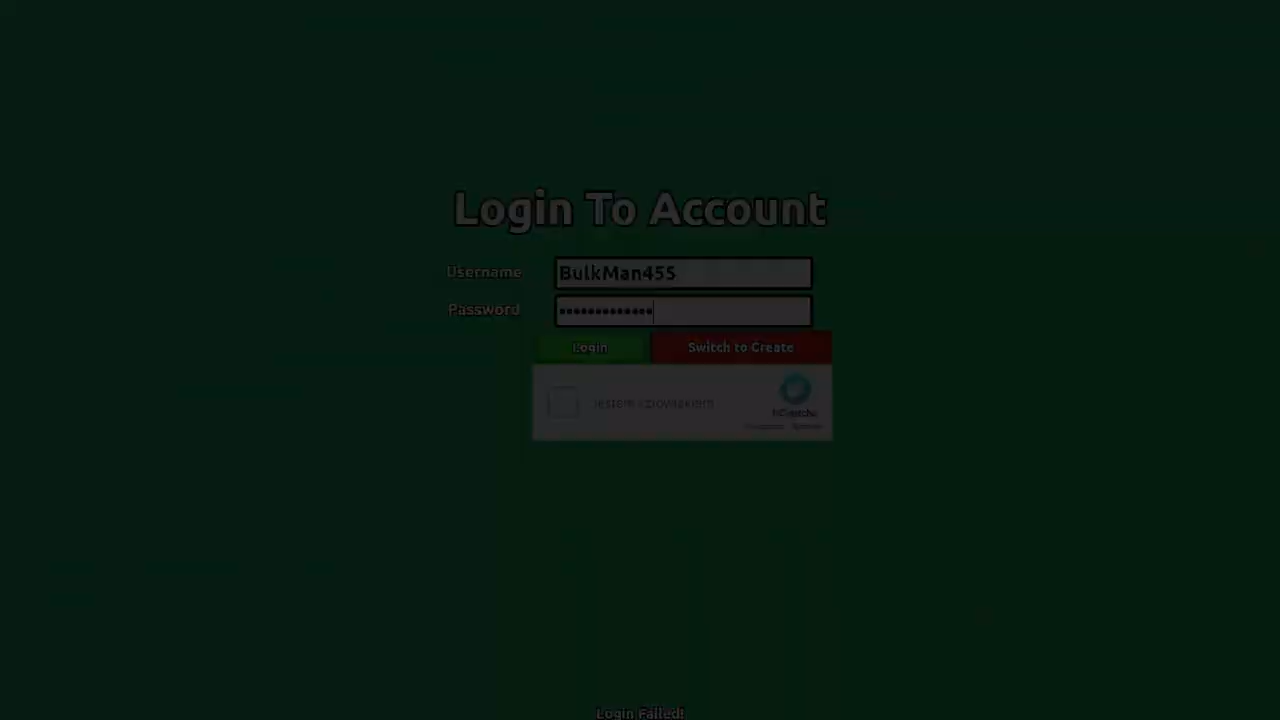 Login To Account
Username
BulkMan455
Password
•••••••••••••
Login
Switch to Create
Jestem człowiekiem
hCaptcha
Login Failed!